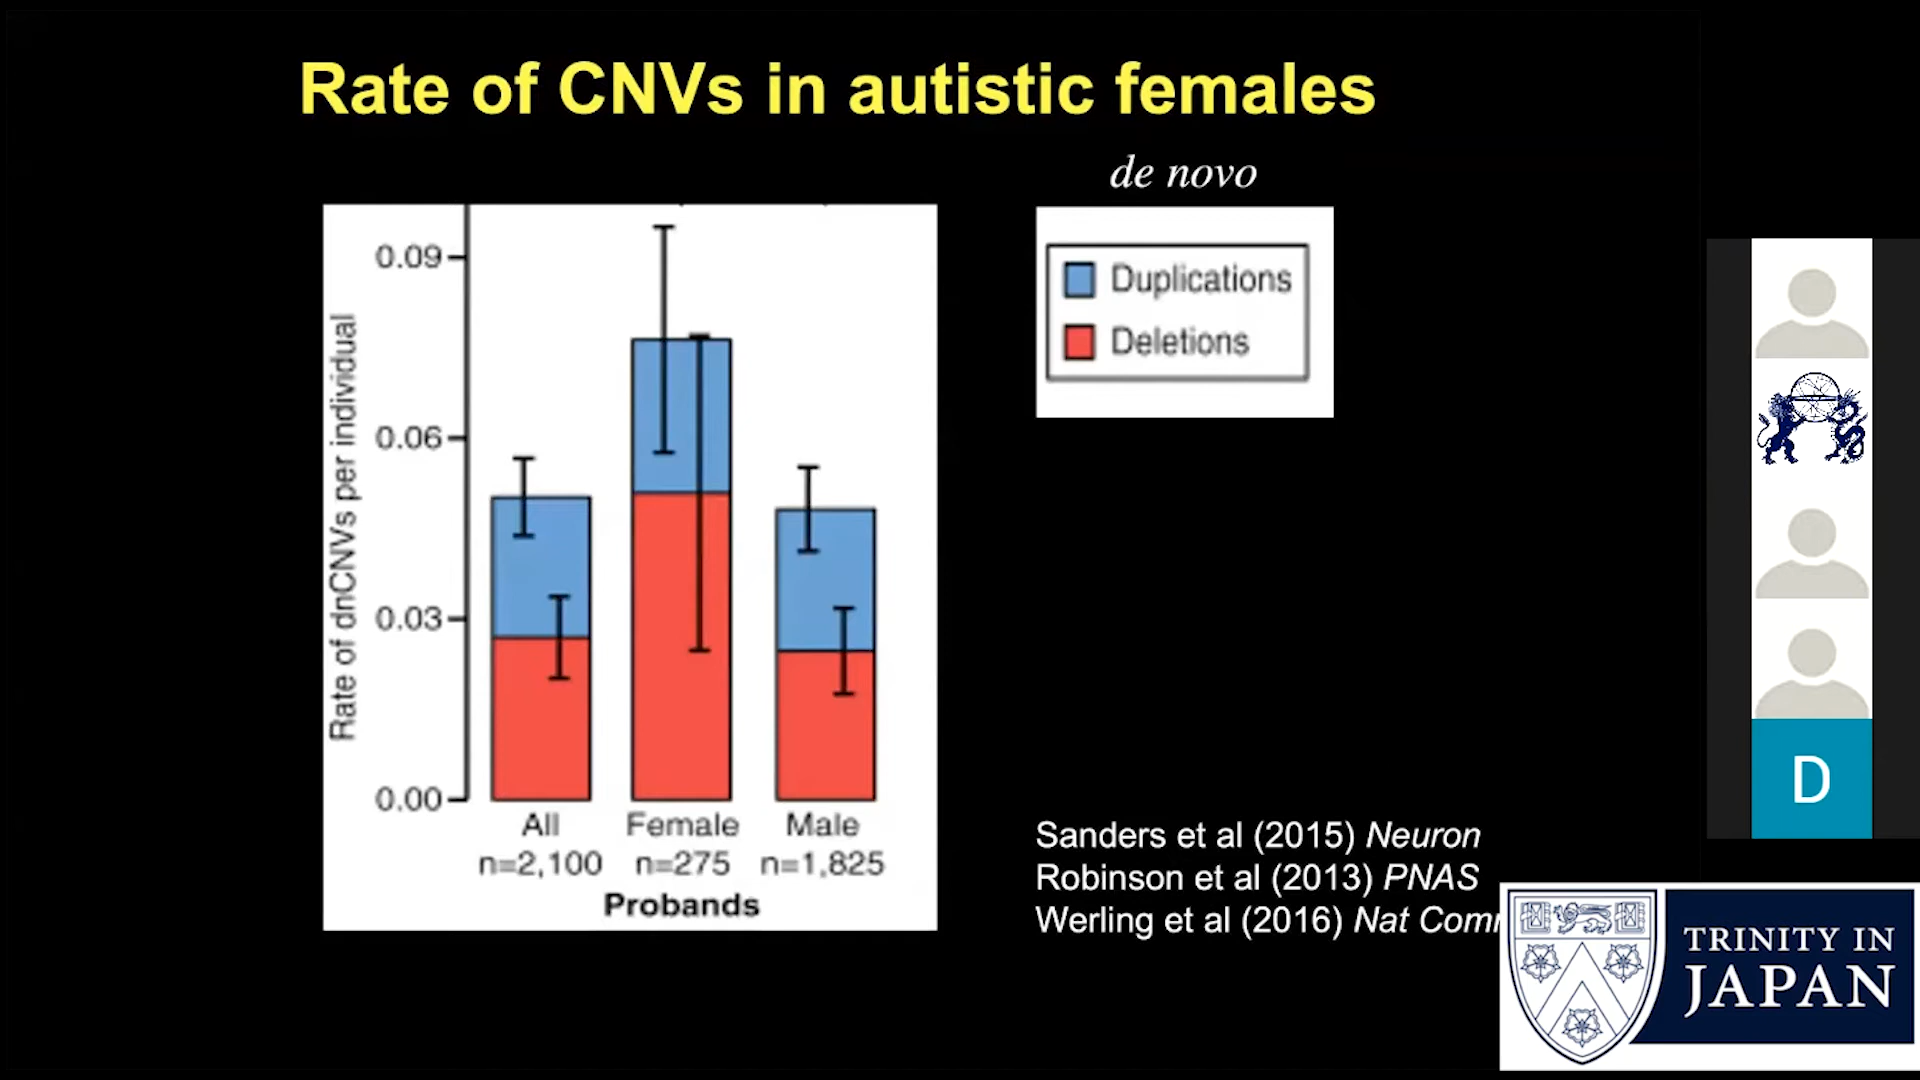 Rate of CNVs in autistic females
de novo
Duplications
Deletions
Rate of dnCNVs per individual
0.09
0.06
0.03
0.00
All
Female
Male
n=2,100
n=275
n=1,825
Probands
Sanders et al (2015) Neuron
Robinson et al (2013) PNAS
Werling et al (2016) Nat
D
TRINITY IN
JAPAN